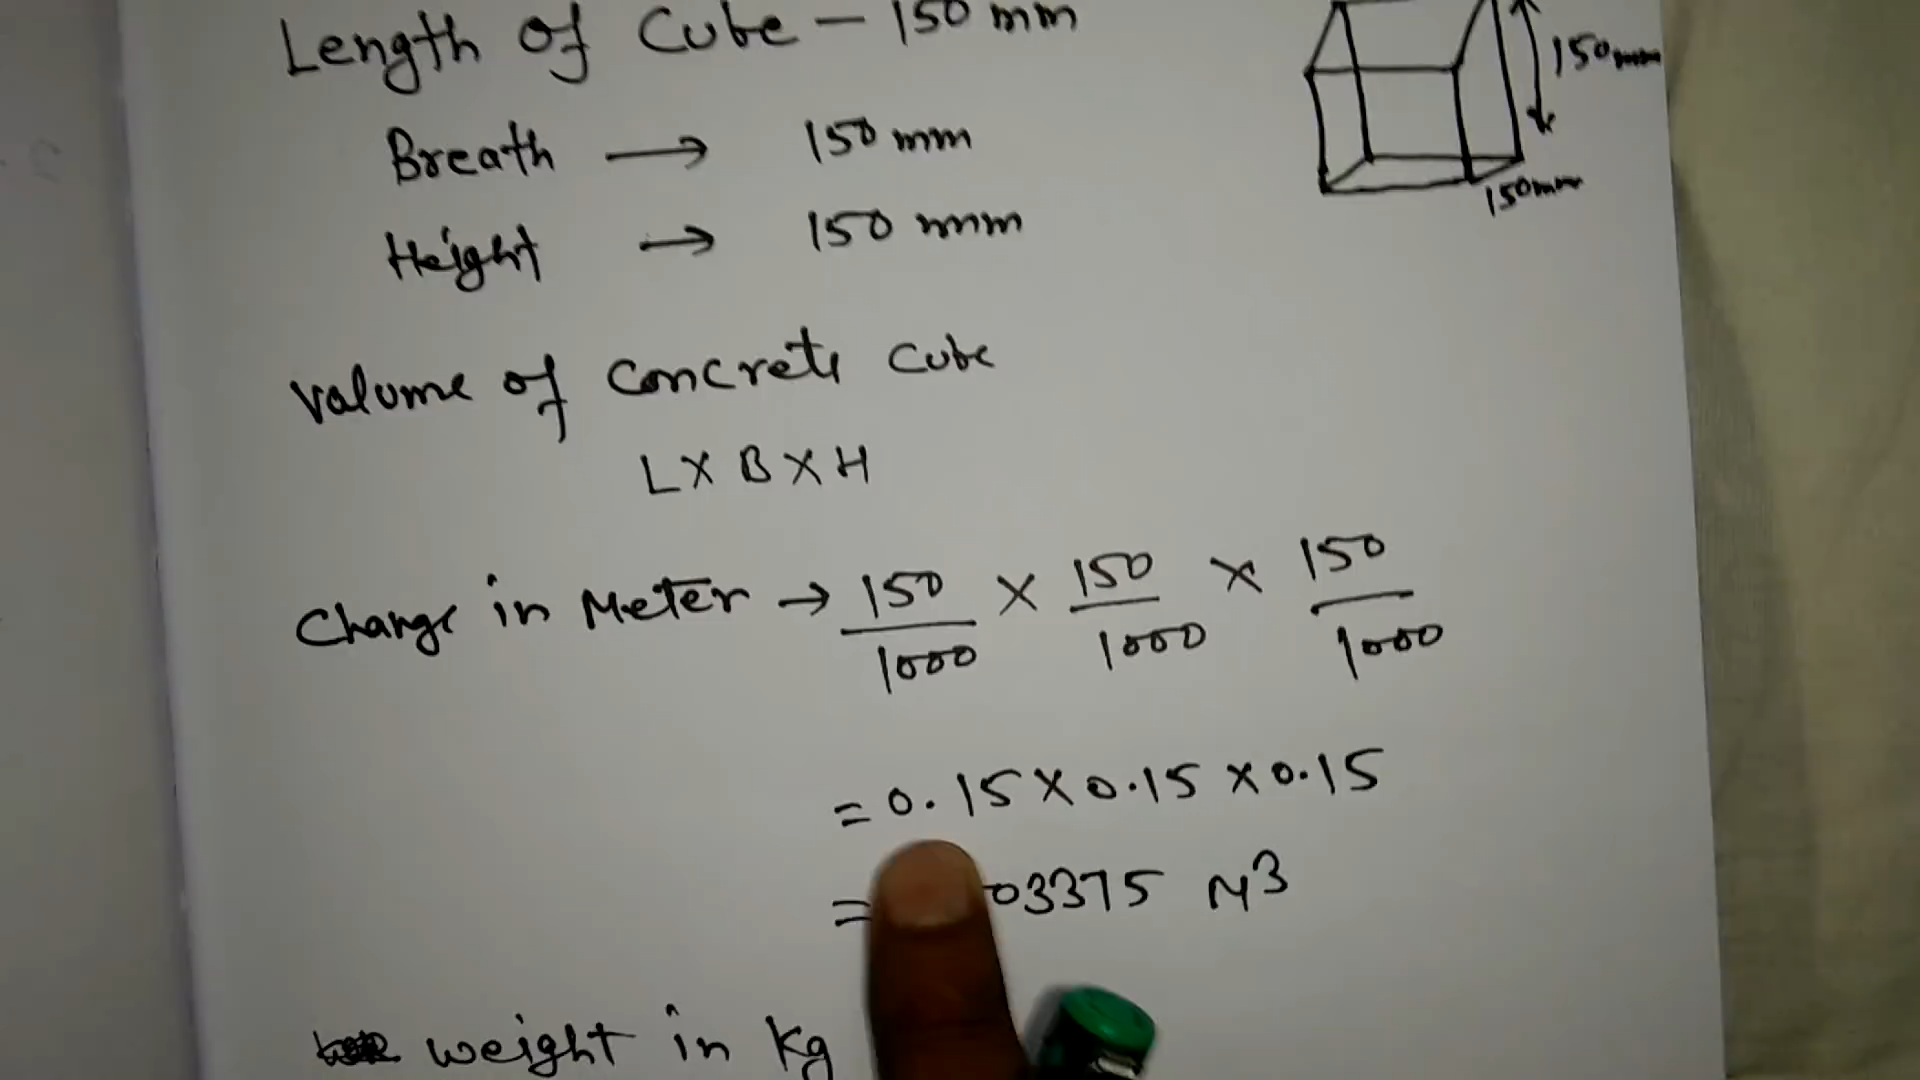 Length of Cube - 150 mm
150mm
Breath → 150 mm
150mm
Height → 150 mm
Volume of Concrete Cube
L X B X H
Change in Meter → 150/1000 X 150/1000 X 150/1000
= 0.15 X 0.15 X 0.15
= 03375 M³
weight in kg